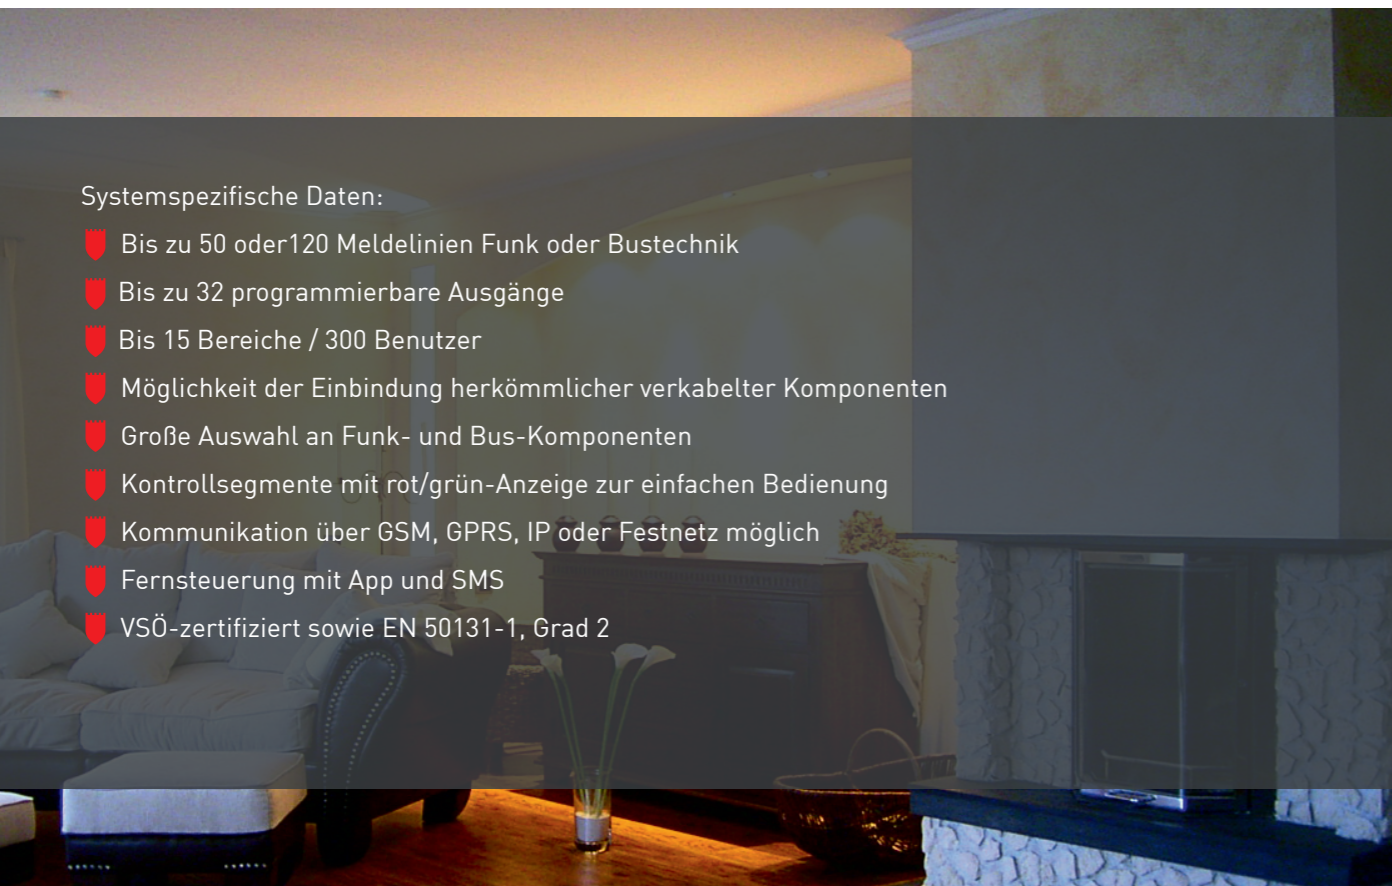 Systemspezifische Daten:
Bis zu 50 oder120 Meldelinien Funk oder Bustechnik
Bis zu 32 programmierbare Ausgänge
Bis 15 Bereiche / 300 Benutzer
Möglichkeit der Einbindung herkömmlicher verkabelter Komponenten
Große Auswahl an Funk- und Bus-Komponenten
Kontrollsegmente mit rot/grün-Anzeige zur einfachen Bedienung
Kommunikation über GSM, GPRS, IP oder Festnetz möglich
Fernsteuerung mit App und SMS
VSÖ-zertifiziert sowie EN 50131-1, Grad 2